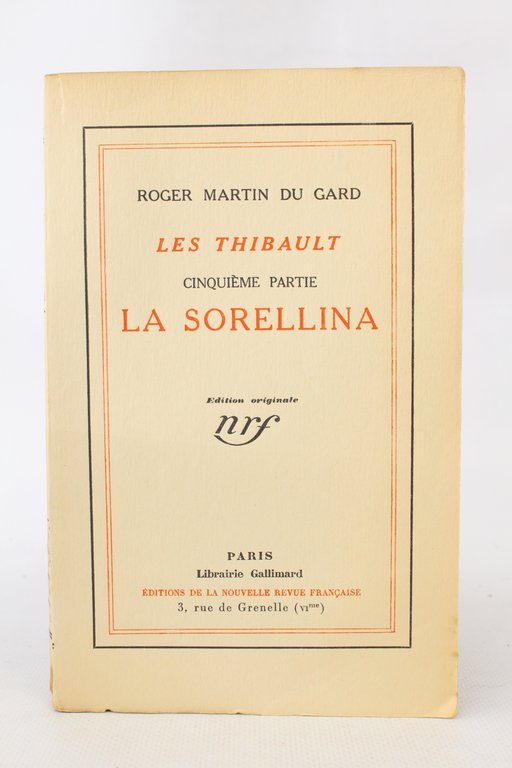 ROGER MARTIN DU GARD
LES THIBAULT
CINQUIÈME PARTIE
LA SORELLINA
Edition originale
nrf
PARIS
Librairie Gallimard
ÉDITIONS DE LA NOUVELLE REVUE FRANÇAISE
3, rue de Grenelle (VIme)